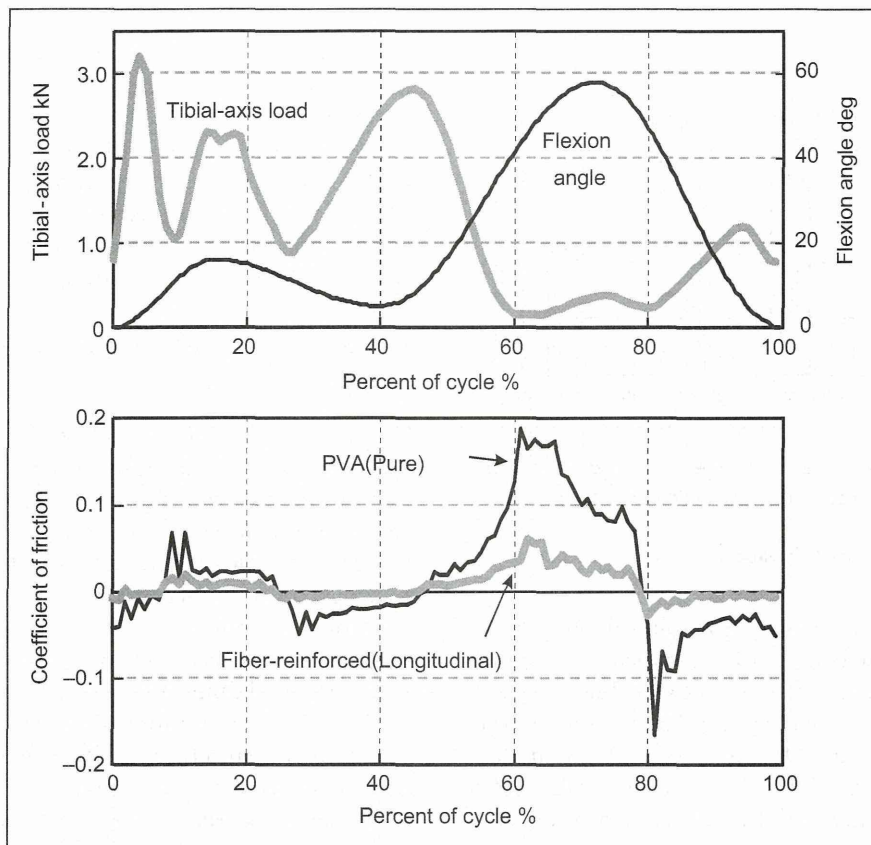 3.0
2.0
1.0
0
Tibial-axis load kN
Tibial-axis load
Flexion
angle
60
40
20
0
Flexion angle deg
0 20 40 60 80 100
Percent of cycle %
0.2
0.1
0
–0.1
–0.2
Coefficient of friction
PVA(Pure)
Fiber-reinforced(Longitudinal)
0 20 40 60 80 100
Percent of cycle %